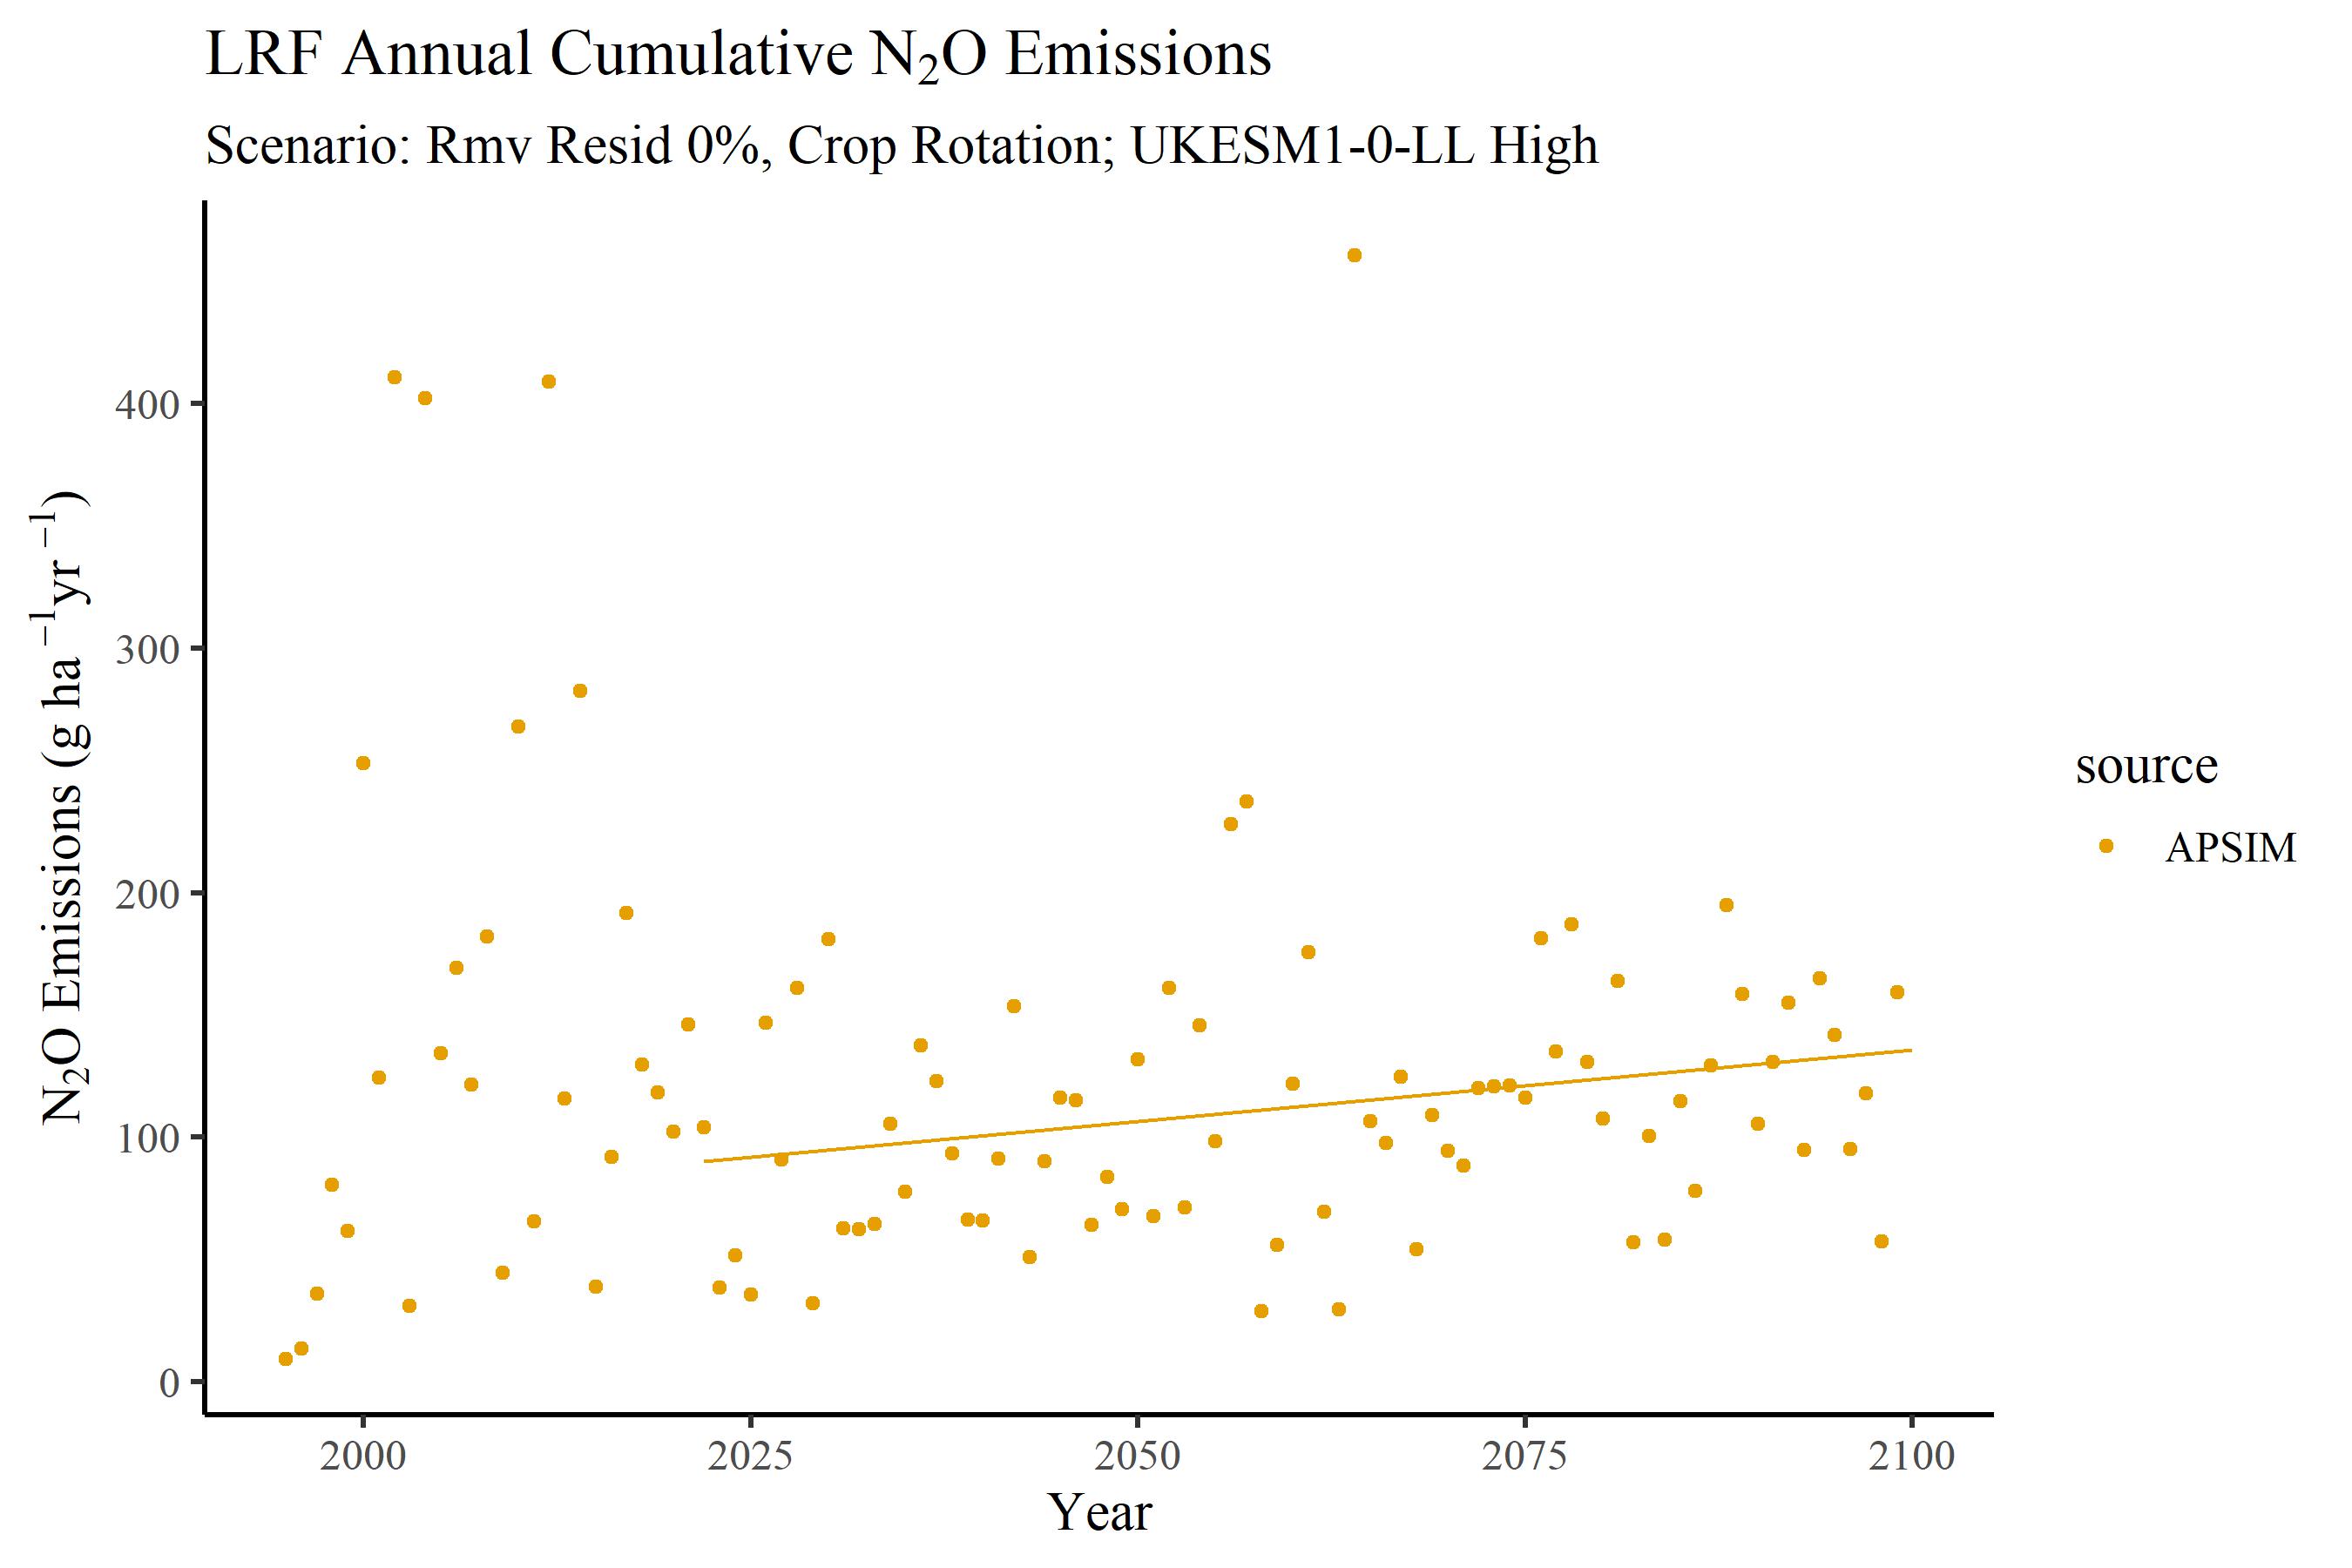 LRF Annual Cumulative N₂O Emissions
Scenario: Rmv Resid 0%, Crop Rotation; UKESM1-0-LL High
N₂O Emissions (g ha ⁻¹yr ⁻¹)
400
300
200
100
0
2000 2025 2050 2075 2100
Year
source
APSIM